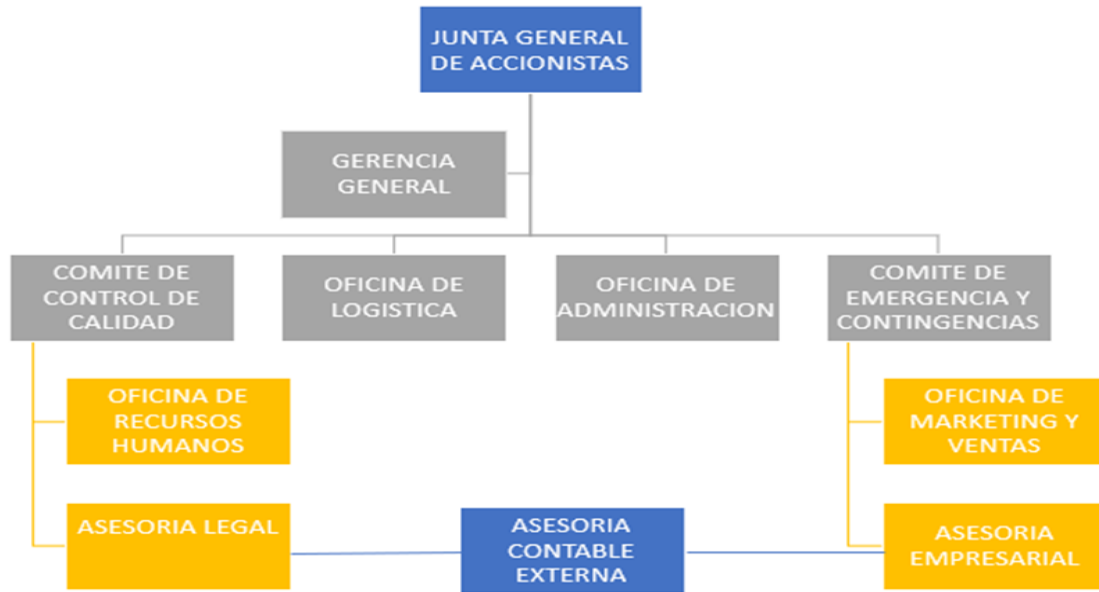 JUNTA GENERAL
DE ACCIONISTAS
GERENCIA
GENERAL
COMITE DE
CONTROL DE
CALIDAD
OFICINA DE
LOGISTICA
OFICINA DE
ADMINISTRACION
COMITE DE
EMERGENCIA Y
CONTINGENCIAS
OFICINA DE
RECURSOS
HUMANOS
OFICINA DE
MARKETING Y
VENTAS
ASESORIA LEGAL
ASESORIA
CONTABLE
EXTERNA
ASESORIA
EMPRESARIAL